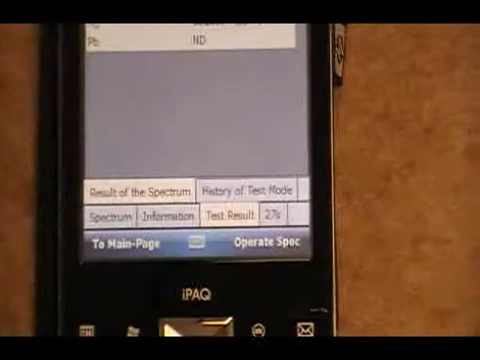 Pb ND
Result of the Spectrum History of Test Mode
Spectrum Information Test Result 27s
To Main-Page Operate Spec
iPAQ